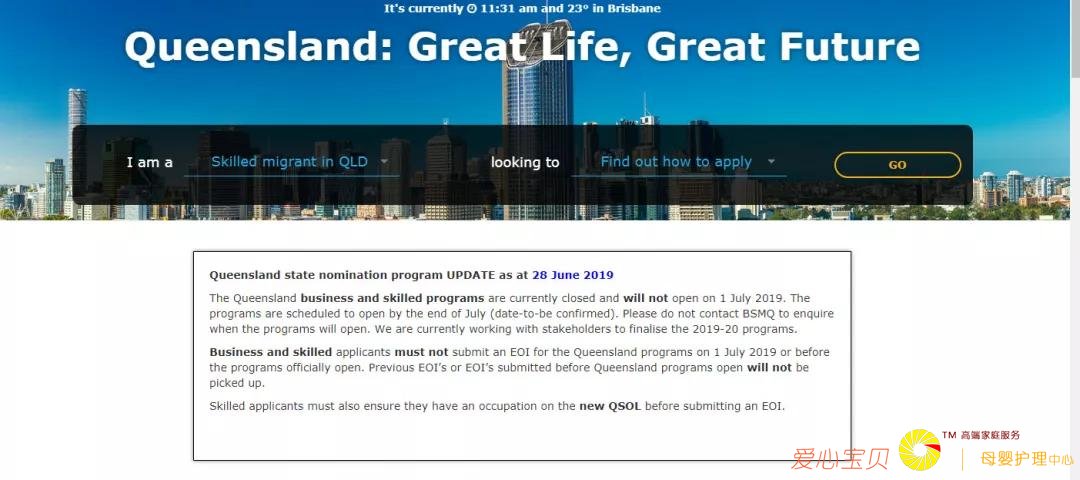 It's currently 11:31 am and 23º in Brisbane
Queensland: Great Life, Great Future
I am a Skilled migrant in QLD looking to Find out how to apply GO
Queensland state nomination program UPDATE as at 28 June 2019
The Queensland business and skilled programs are currently closed and will not open on 1 July 2019. The
programs are scheduled to open by the end of July (date-to-be confirmed). Please do not contact BSMQ to enquire
when the programs will open. We are currently working with stakeholders to finalise the 2019-20 programs.
Business and skilled applicants must not submit an EOI for the Queensland programs on 1 July 2019 or before
the programs officially open. Previous EOI’s or EOI’s submitted before Queensland programs open will not be
picked up.
Skilled applicants must also ensure they have an occupation on the new QSOL before submitting an EOI.
TM 高端家庭服务
爱心宝贝 | 母婴护理中心